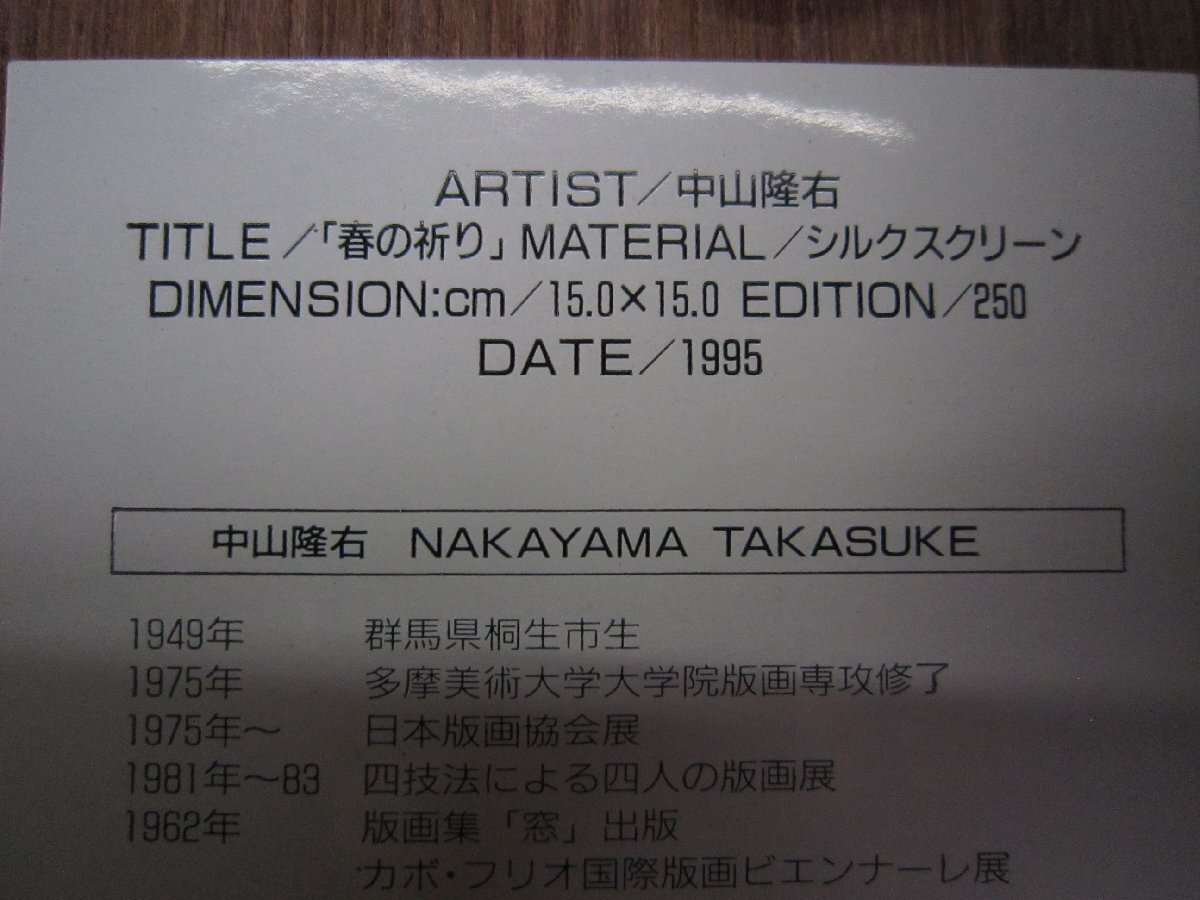 ARTIST/中山隆右
TITLE/「春の祈り」MATERIAL/シルクスクリーン
DIMENSION:cm/15.0×15.0 EDITION/250
DATE/1995
中山隆右 NAKAYAMA TAKASUKE
1949年 群馬県桐生市生
1975年 多摩美術大学大学院版画専攻修了
1975年～ 日本版画協会展
1981年～83 四技法による四人の版画展
1962年 版画集「窓」出版
カボ・フリオ国際版画ビエンナーレ展